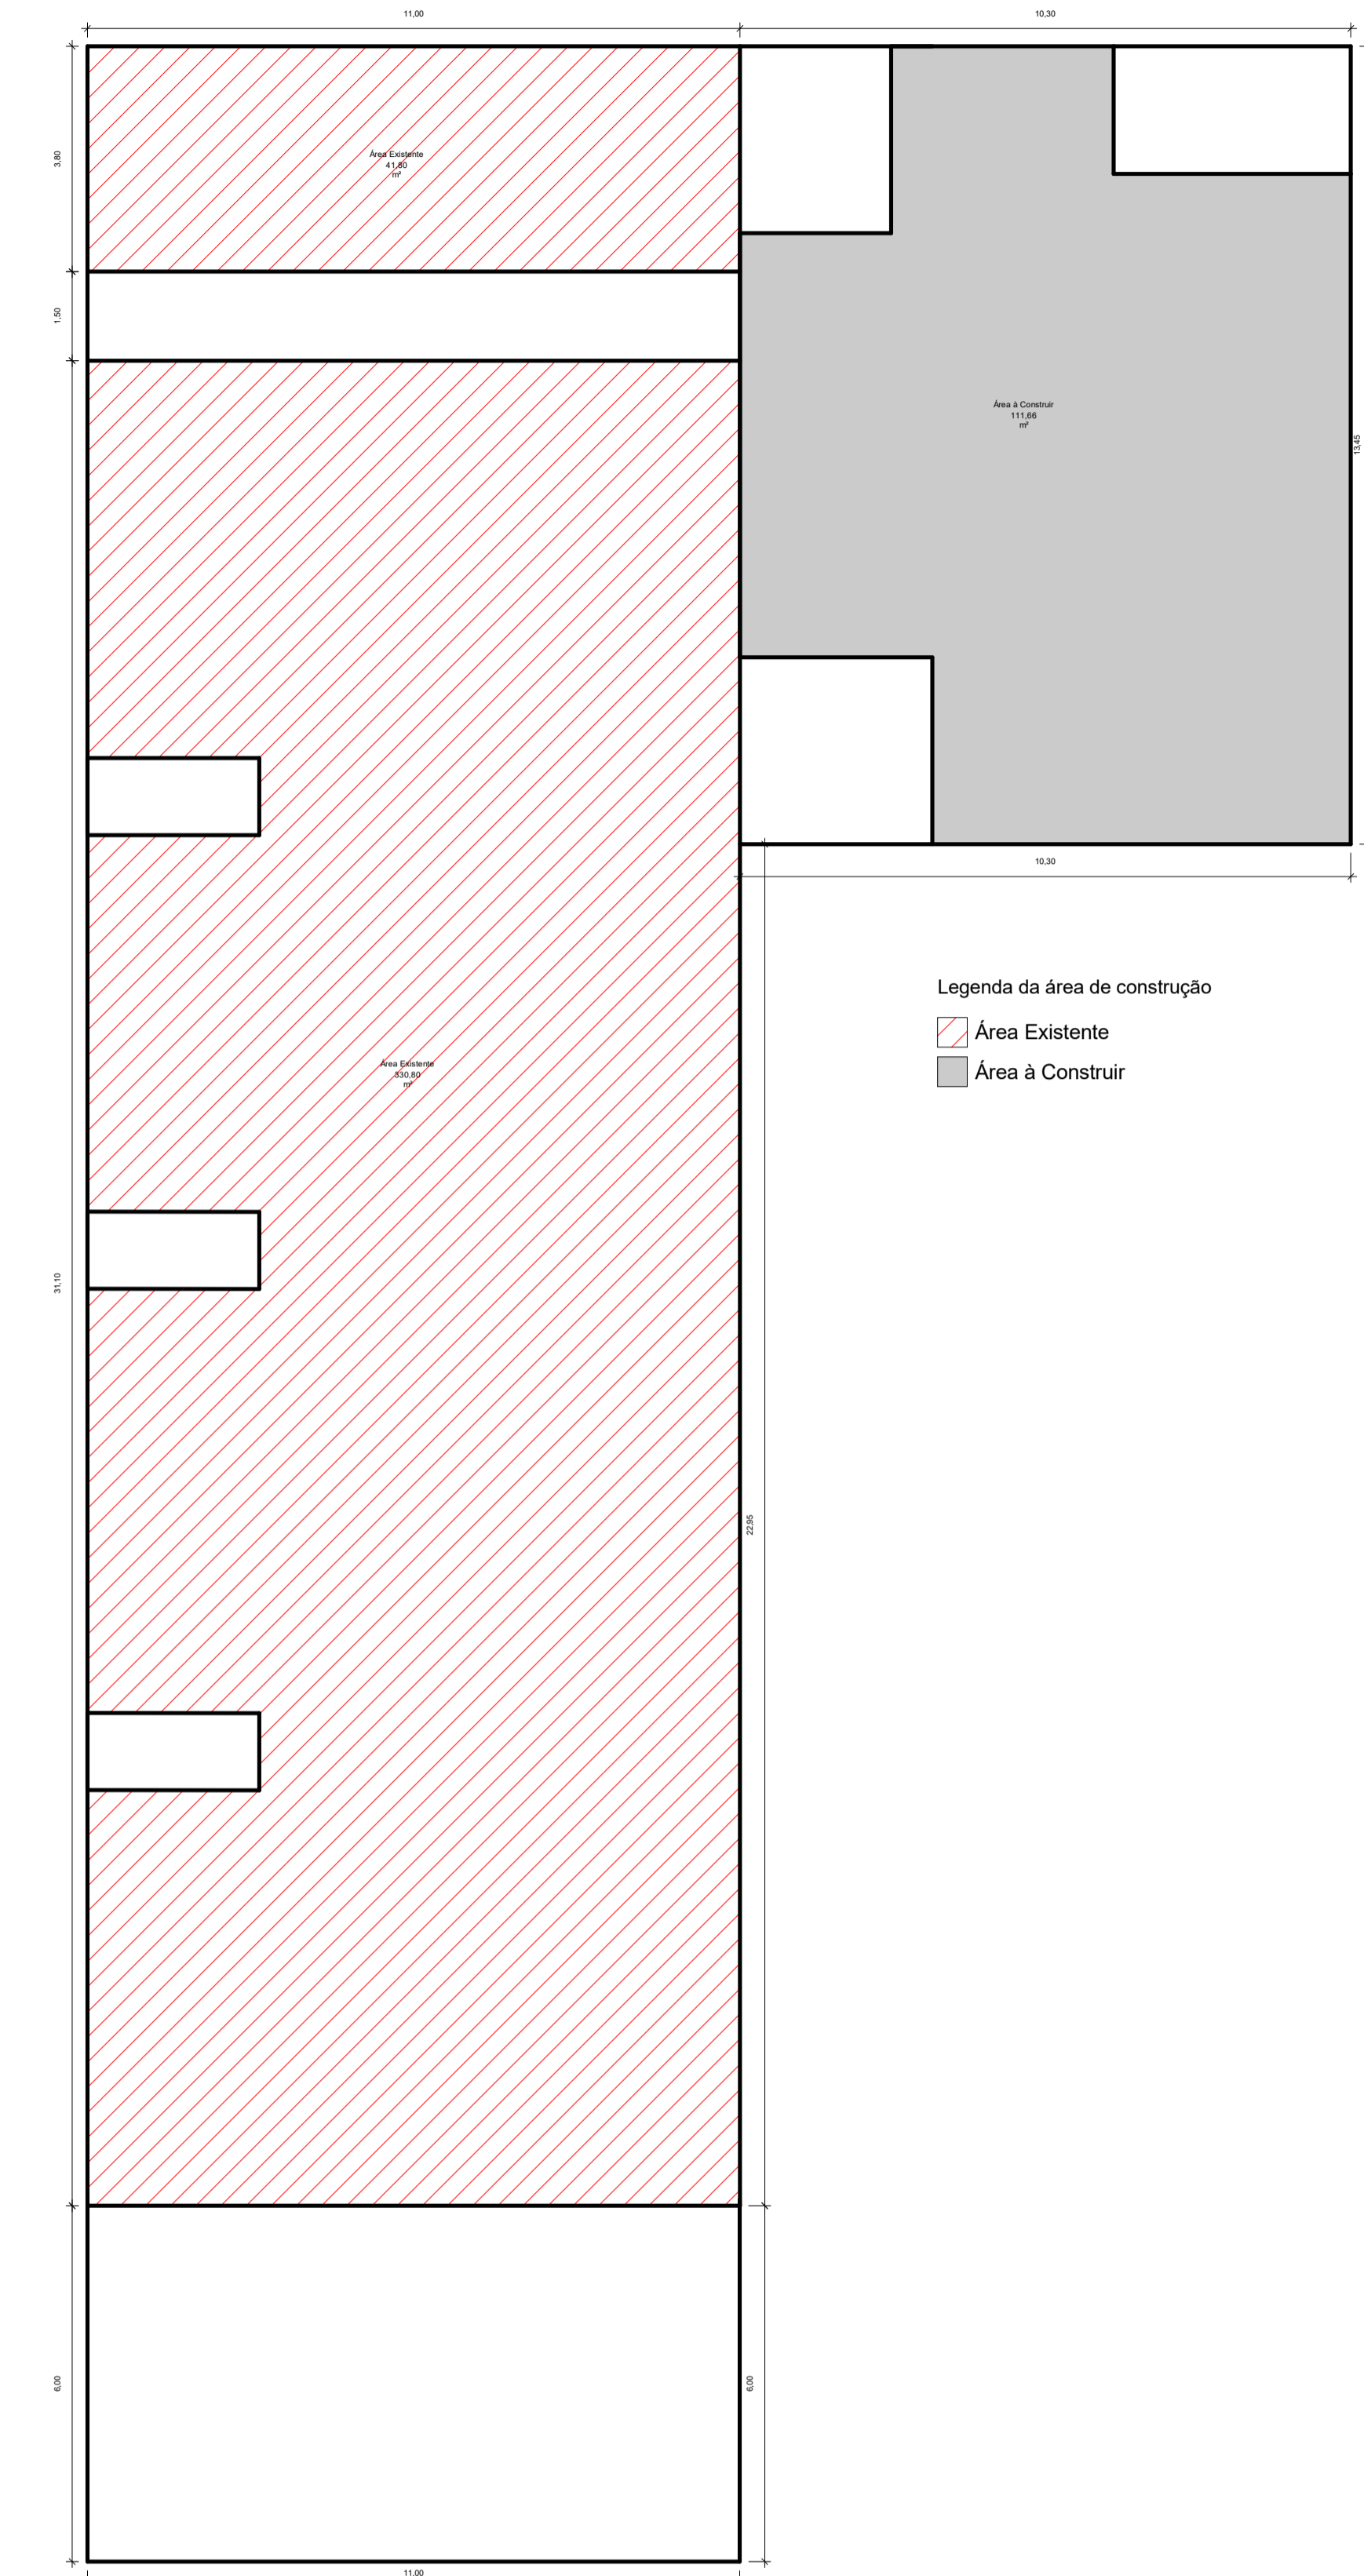 11,00
10,30
3,80
Área Existente
41,80
m²
1,50
Área à Construir
111,66
m²
13,45
10,30
Legenda da área de construção
Área Existente
Área à Construir
Área Existente
330,80
m²
31,10
22,95
6,00
6,00
11,00